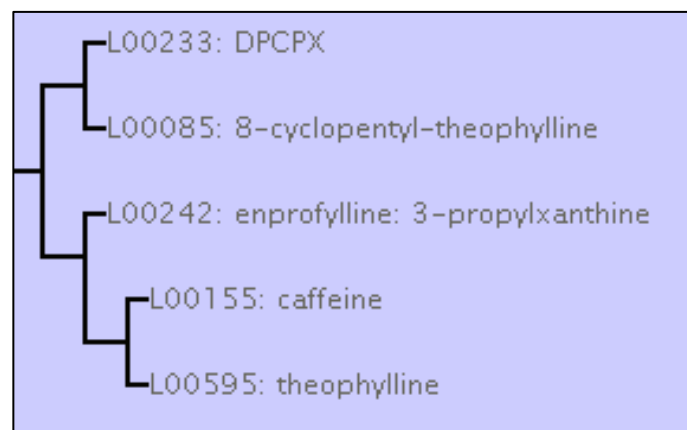 L00233: DPCPX
L00085: 8-cyclopentyl-theophylline
L00242: enprofylline: 3-propylxanthine
L00155: caffeine
L00595: theophylline